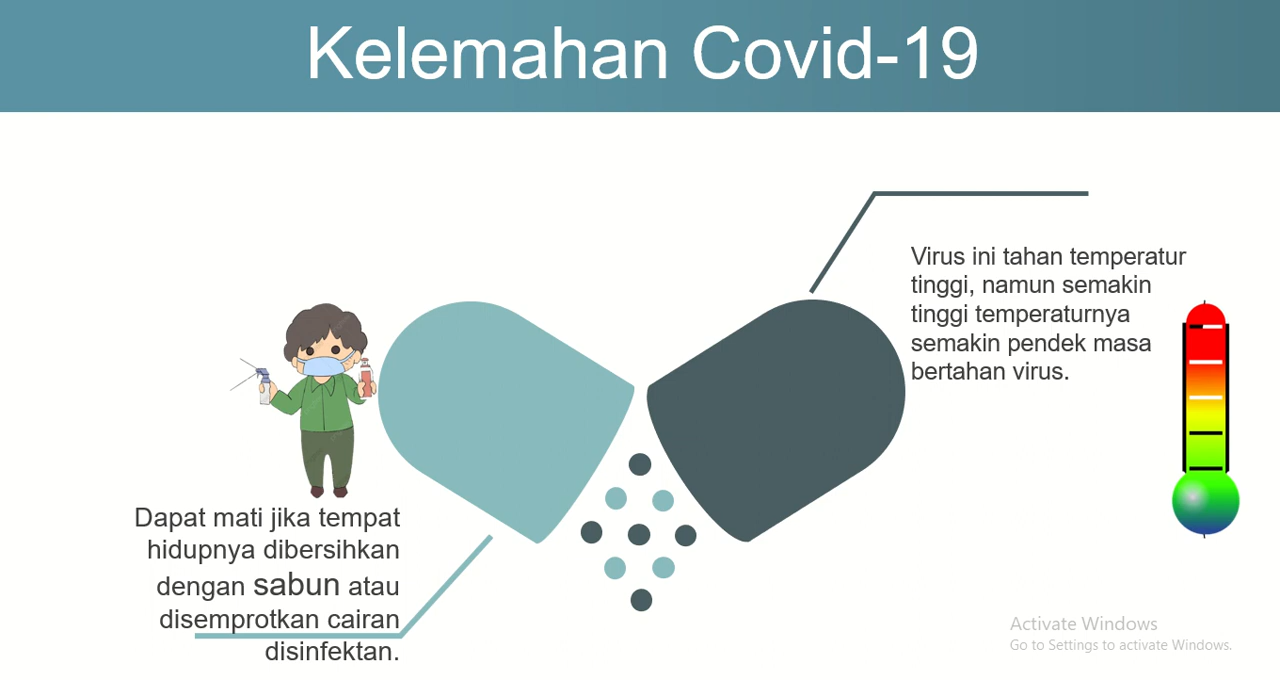 Kelemahan Covid-19
Virus ini tahan temperatur
tinggi, namun semakin
tinggi temperaturnya
semakin pendek masa
bertahan virus.
Dapat mati jika tempat
hidupnya dibersihkan
dengan sabun atau
disemprotkan cairan
disinfektan.
Activate Windows
Go to Settings to activate Windows.